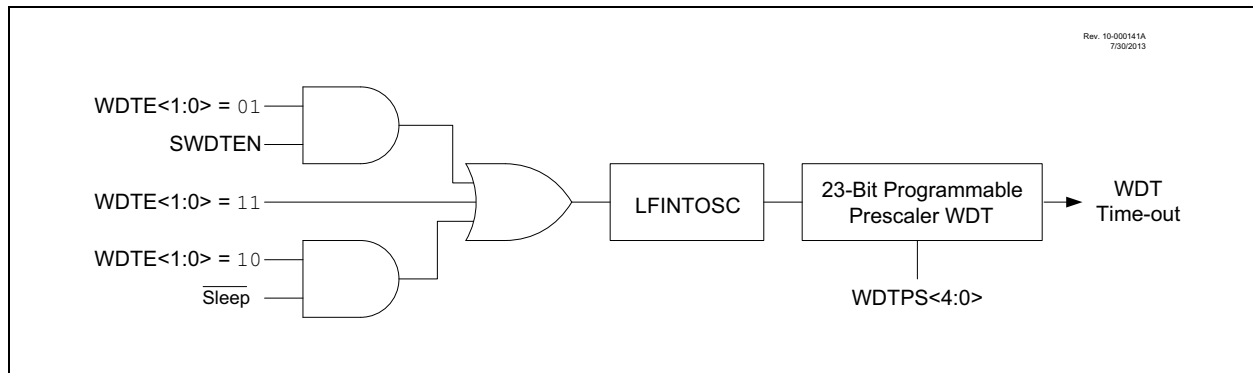 Rev. 10-000141A
7/30/2013
WDTE<1:0> = 01
SWDTEN
WDTE<1:0> = 11
WDTE<1:0> = 10
Sleep
LFINTOSC
23-Bit Programmable
Prescaler WDT
WDT
Time-out
WDTPS<4:0>